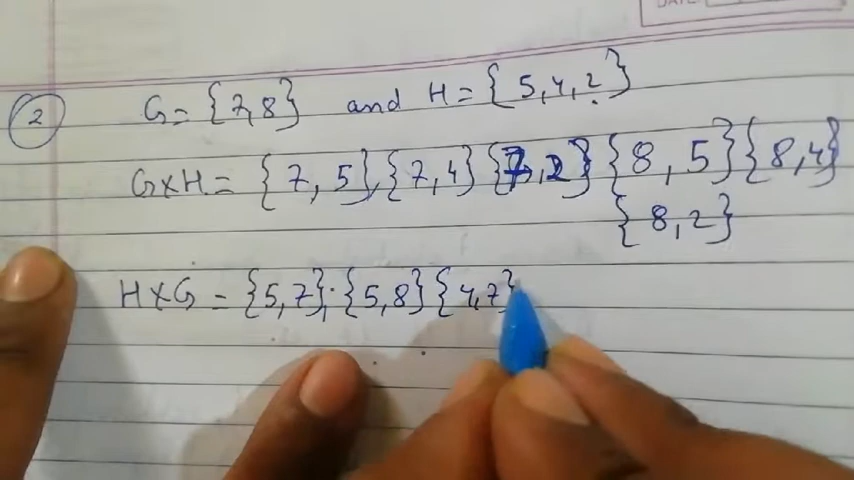 DATE
2 G = {7,8} and H = {5,4,2}
G×H = {7,5},{7,4}{7,2}{8,5}{8,4}
{8,2}
H×G = {5,7},{5,8}{4,7}